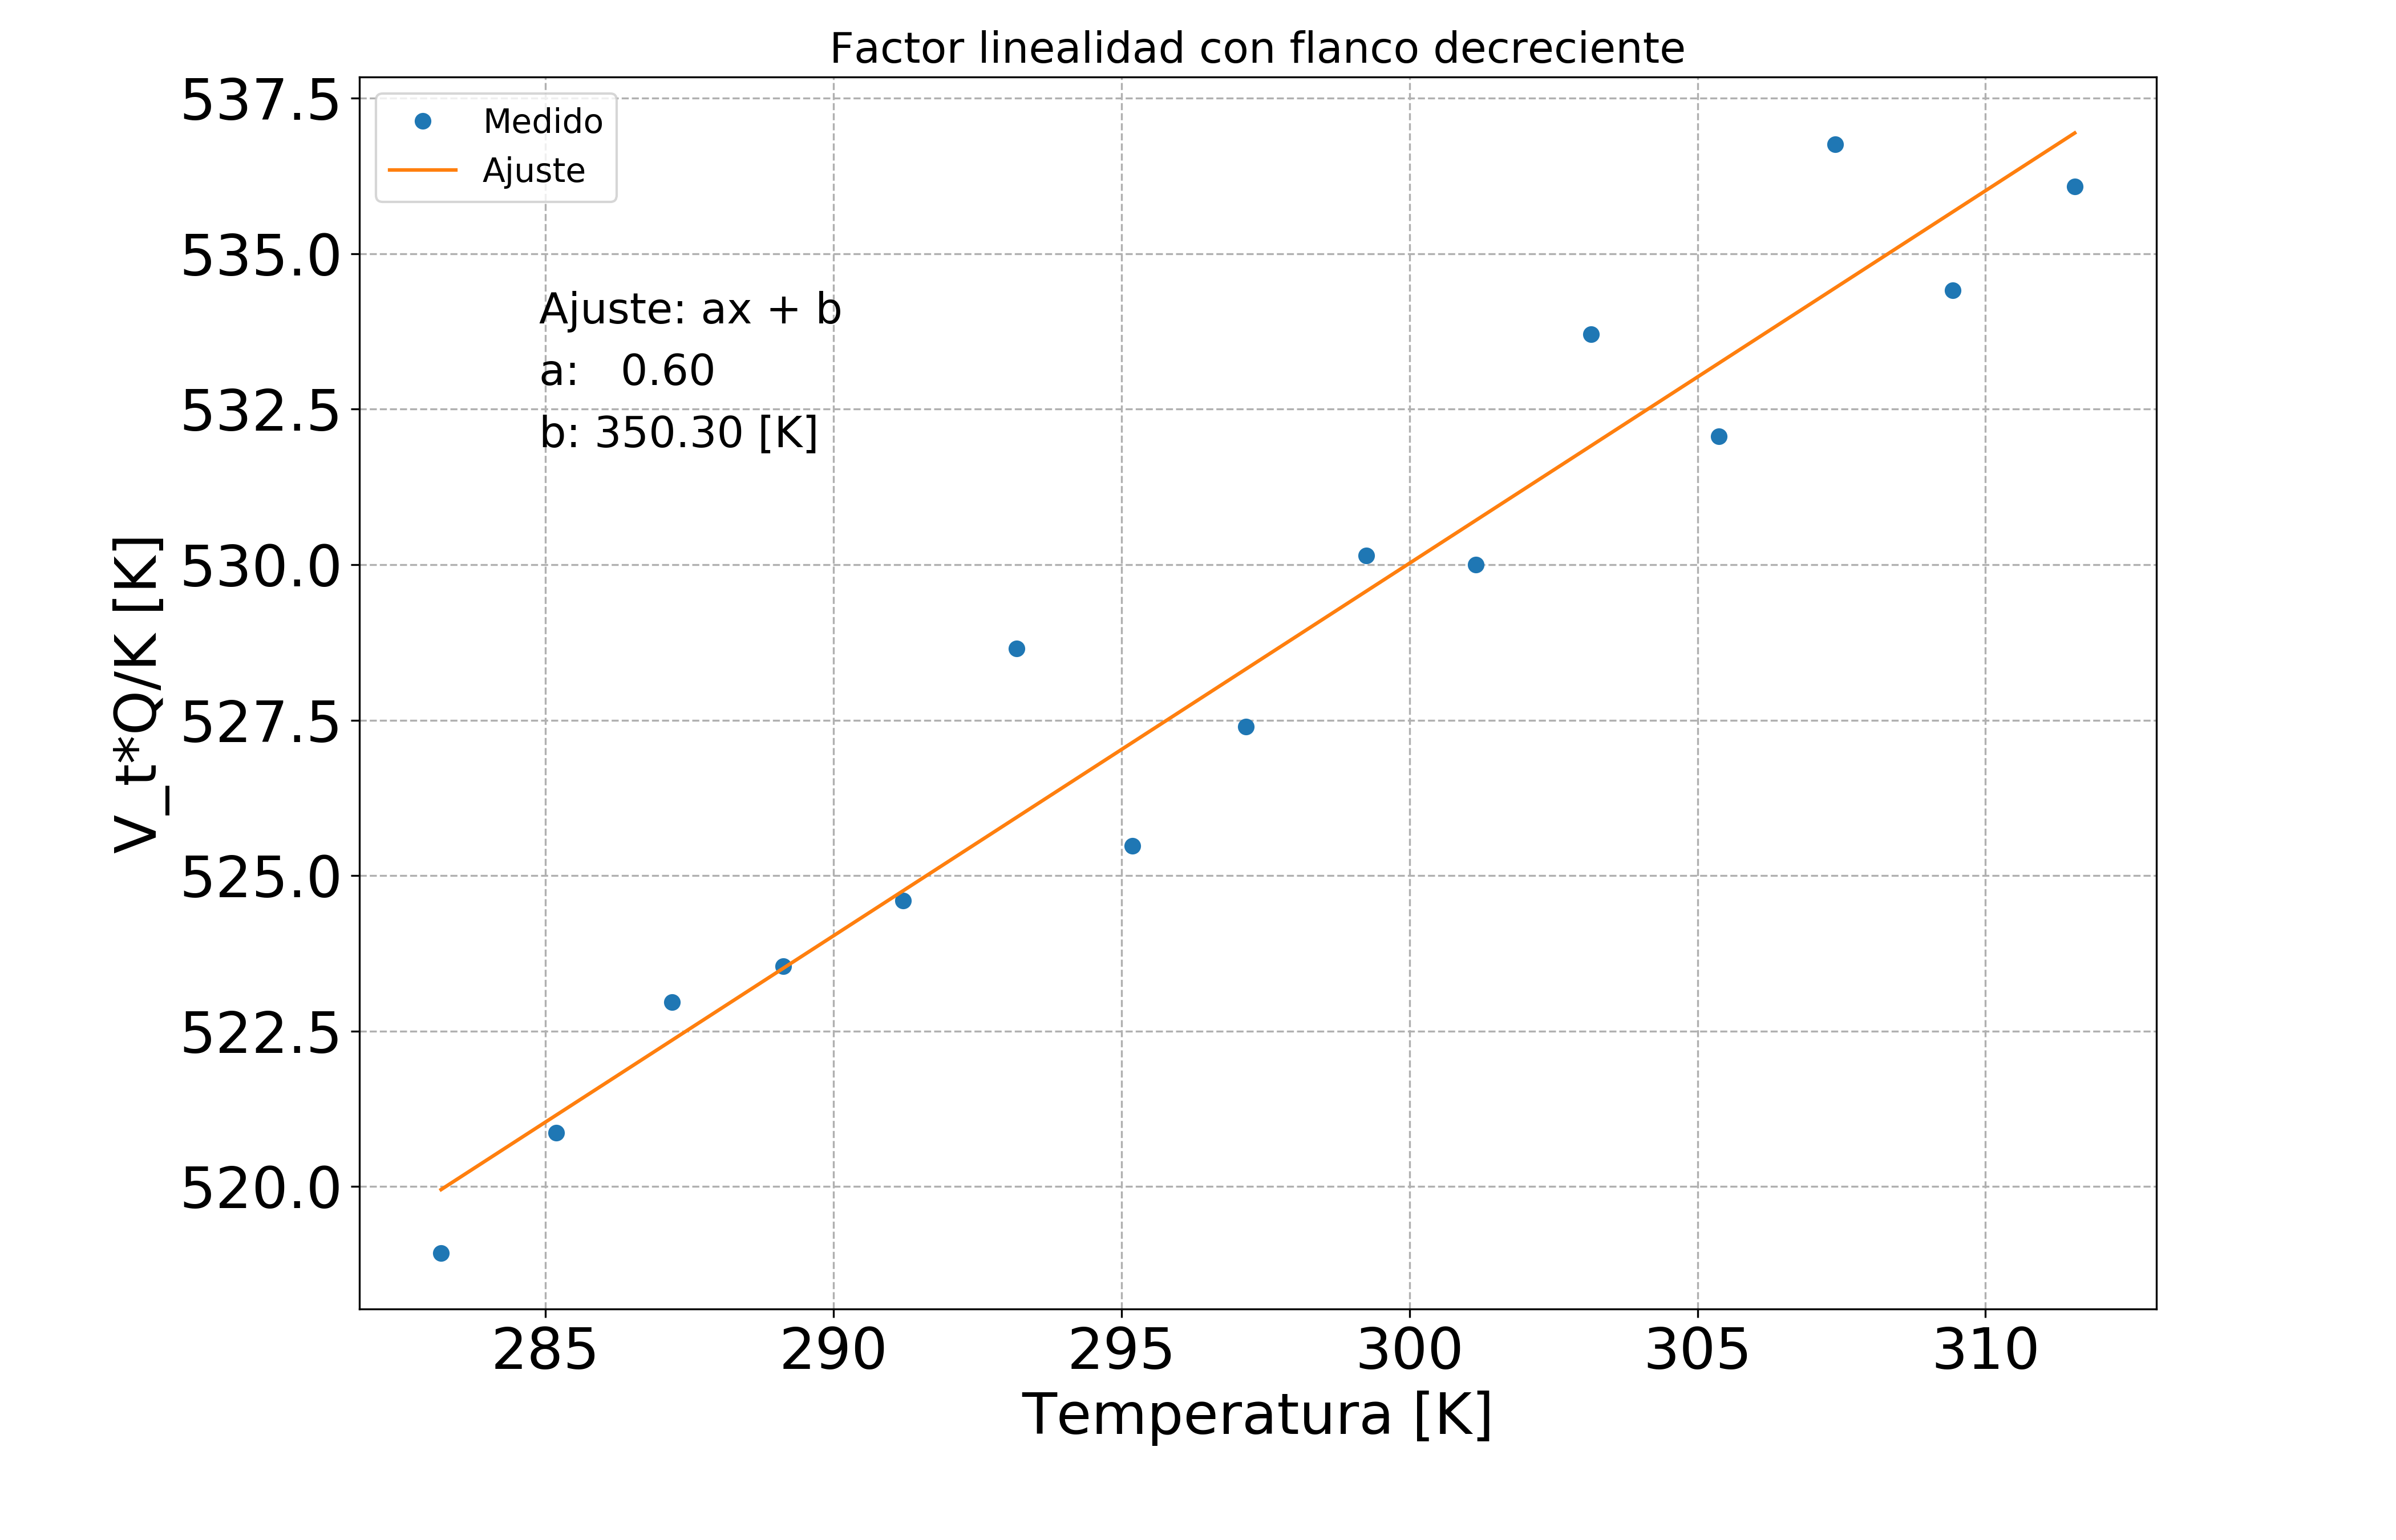 Factor linealidad con flanco decreciente
537.5
535.0
532.5
530.0
527.5
525.0
522.5
520.0
V_t*Q/K [K]
Medido
Ajuste
Ajuste: ax + b
a:   0.60
b: 350.30 [K]
285 290 295 300 305 310
Temperatura [K]